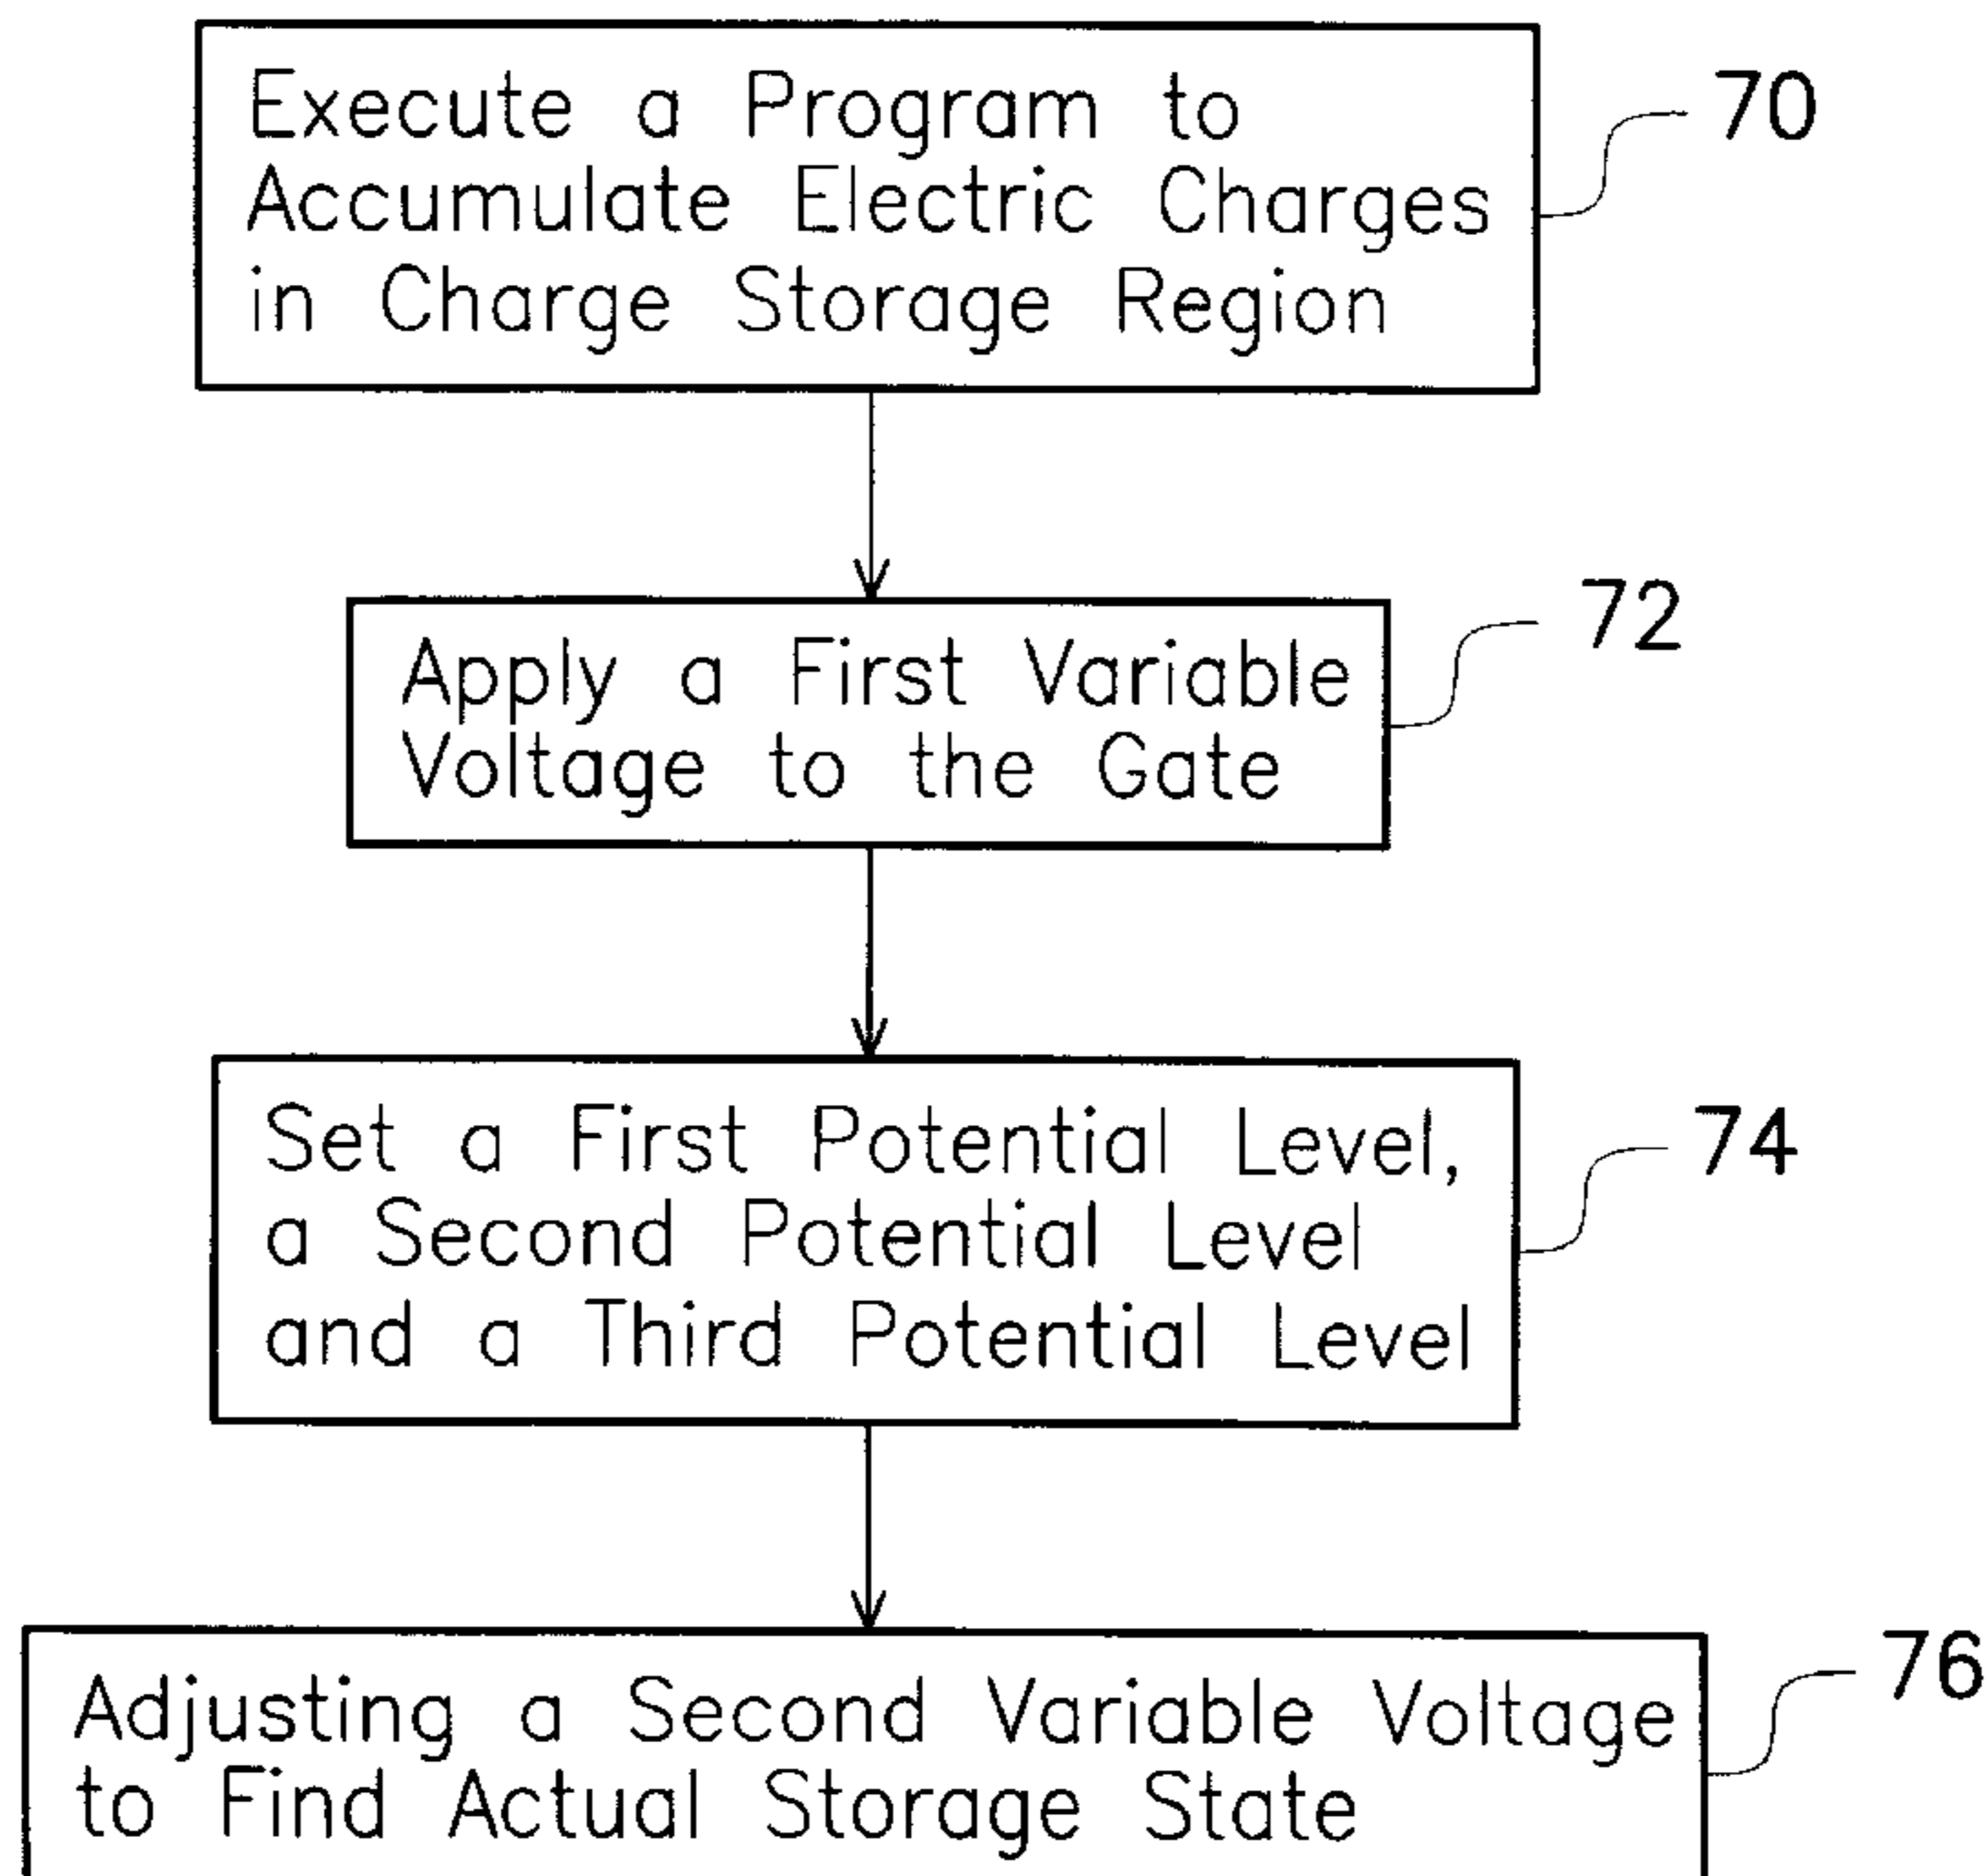 Execute a Program to
Accumulate Electric Charges
in Charge Storage Region
70
Apply a First Variable
Voltage to the Gate
72
Set a First Potential Level,
a Second Potential Level
and a Third Potential Level
74
Adjusting a Second Variable Voltage
to Find Actual Storage State
76